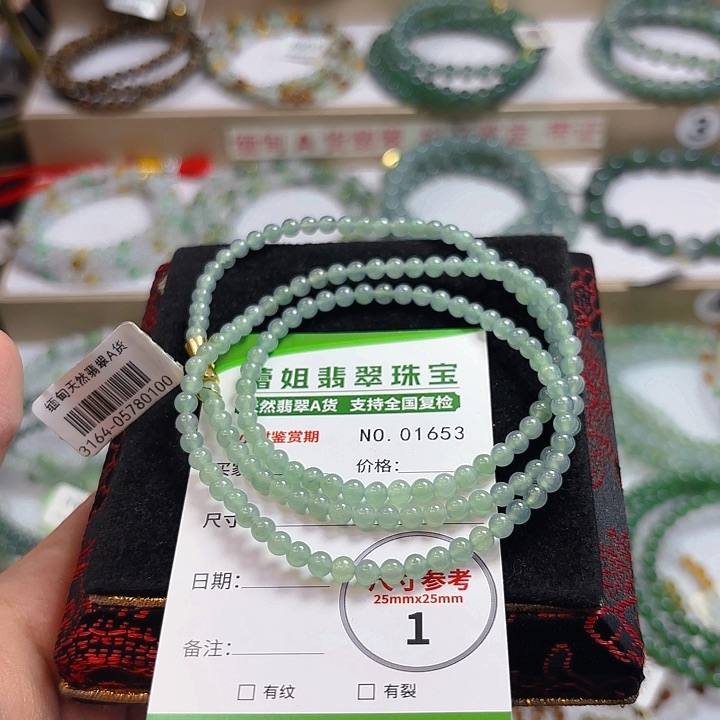 缅甸天然翡翠A货
3164-05780100
姐翡翠珠宝
然翡翠A货 支持全国复检
鉴赏期
NO. 01653
价格:
尺寸
日期:
尺寸参考
25mmx25mm
1
备注:
□ 有纹 □ 有裂